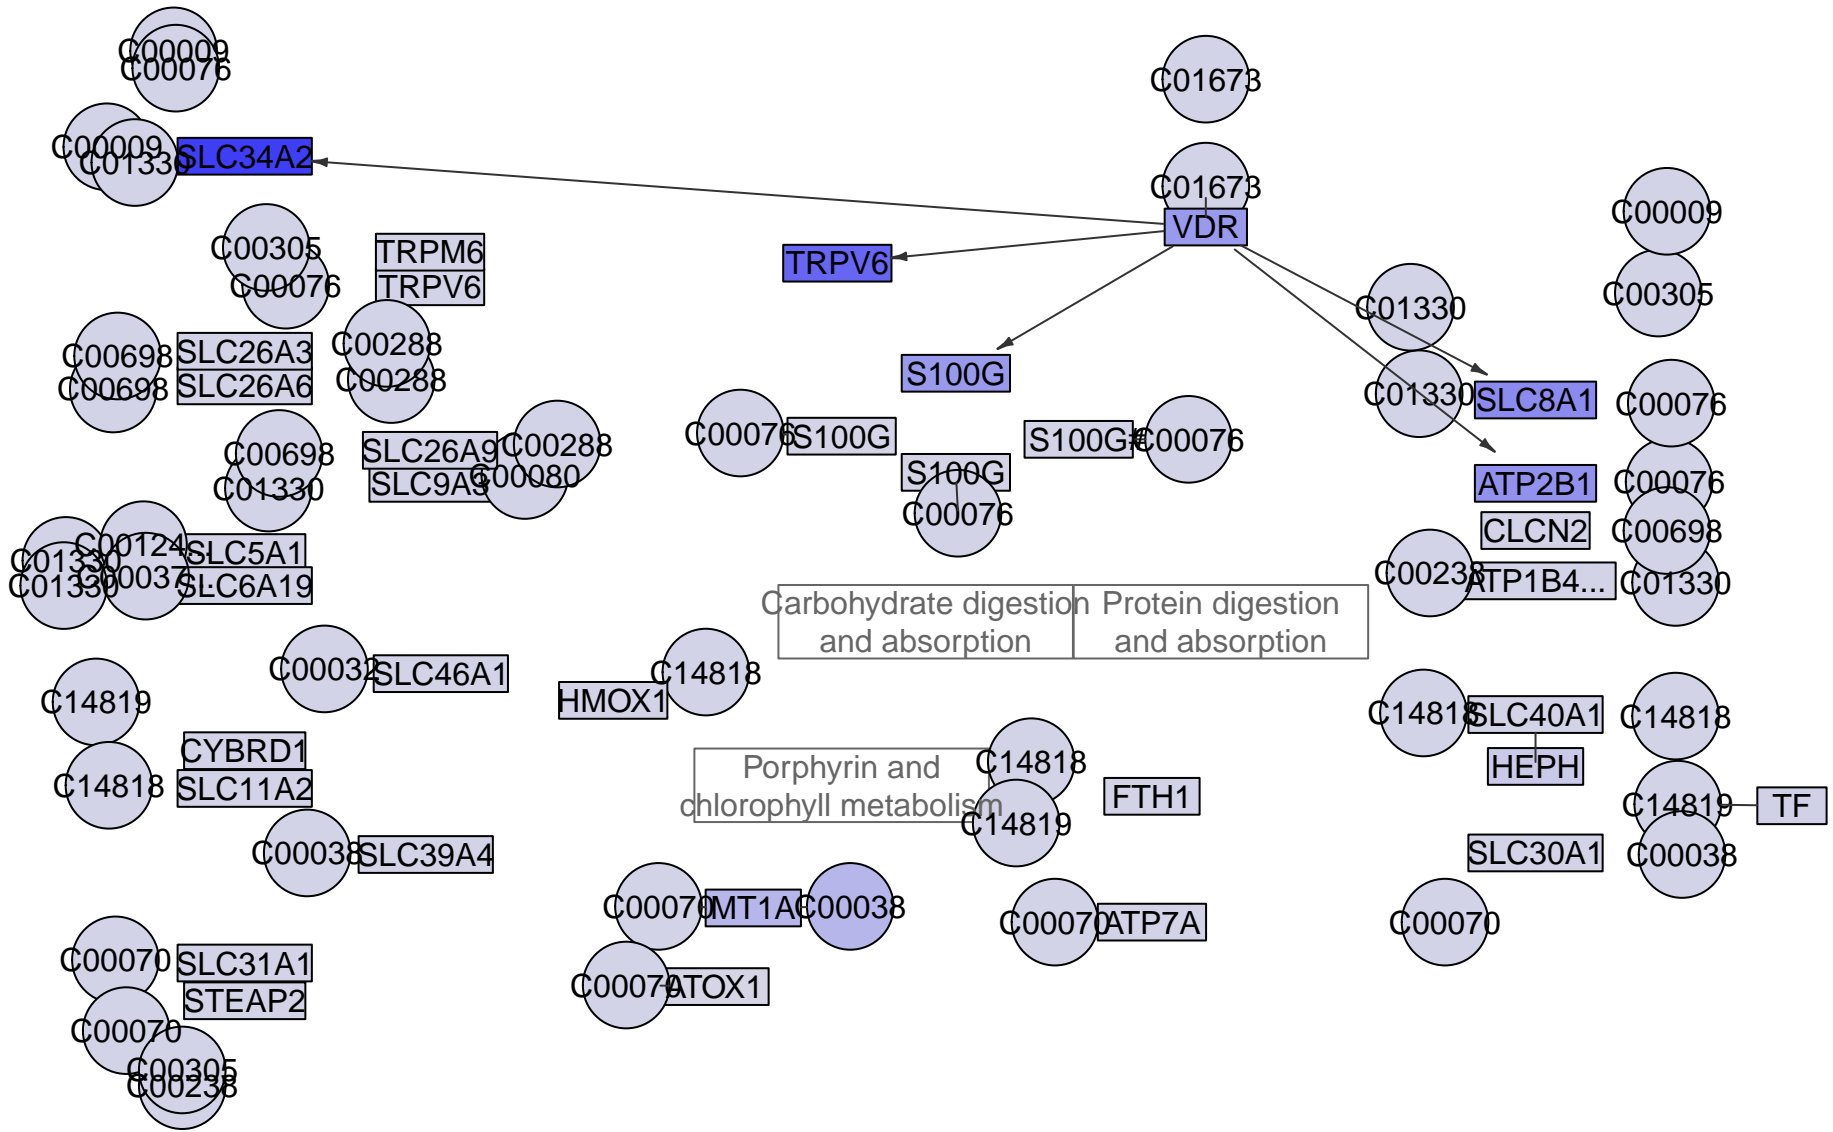 C00009
C00076
C01673
C00009
C01330
SLC34A2
C01673
VDR
C00009
C00305
C00076
TRPM6
TRPV6
TRPV6
C01330
C00305
C00698
C00698
SLC26A3
SLC26A6
C00288
C00288
S100G
C01330
SLC8A1
C00076
C00698
C01330
SLC26A9
SLC9A3
C00288
C00080
C00076
S100G
S100G
C00076
S100G#
C00076
ATP2B1
C00076
CLCN2
C00698
C01330
C01330
C00124...
C00037...
SLC5A1
SLC6A19
C00238
ATP1B4...
C01330
Carbohydrate digestion
and absorption
Protein digestion
and absorption
C00032
SLC46A1
HMOX1
C14818
C14819
C14818
CYBRD1
SLC11A2
C14818
SLC40A1
HEPH
C14818
Porphyrin and
chlorophyll metabolism
C14818
C14819
FTH1
C14819
TF
C00038
SLC39A4
SLC30A1
C00038
C00070
MT1A
C00038
C00070
ATP7A
C00070
C00070
SLC31A1
STEAP2
C00070
ATOX1
C00070
C00305
C00238